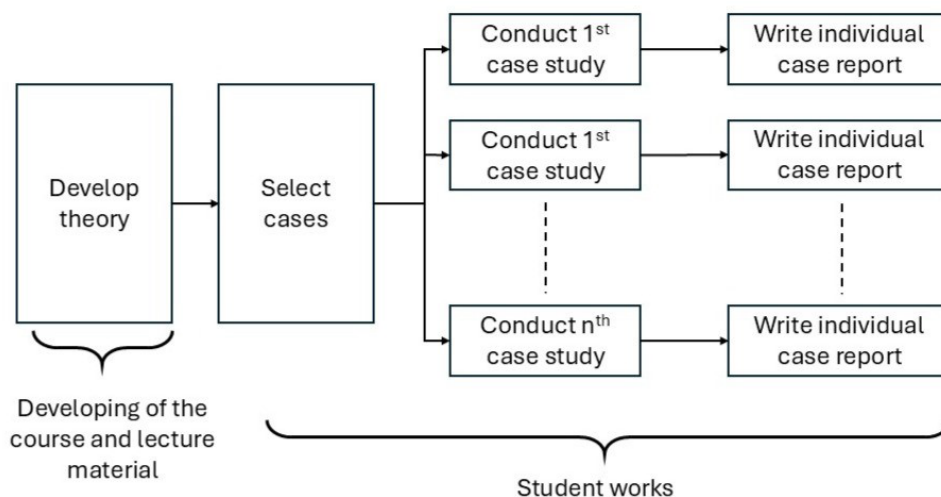 Develop
theory
Select
cases
Conduct 1st
case study
Write individual
case report
Conduct 1st
case study
Write individual
case report
Conduct nth
case study
Write individual
case report
Developing of the
course and lecture
material
Student works